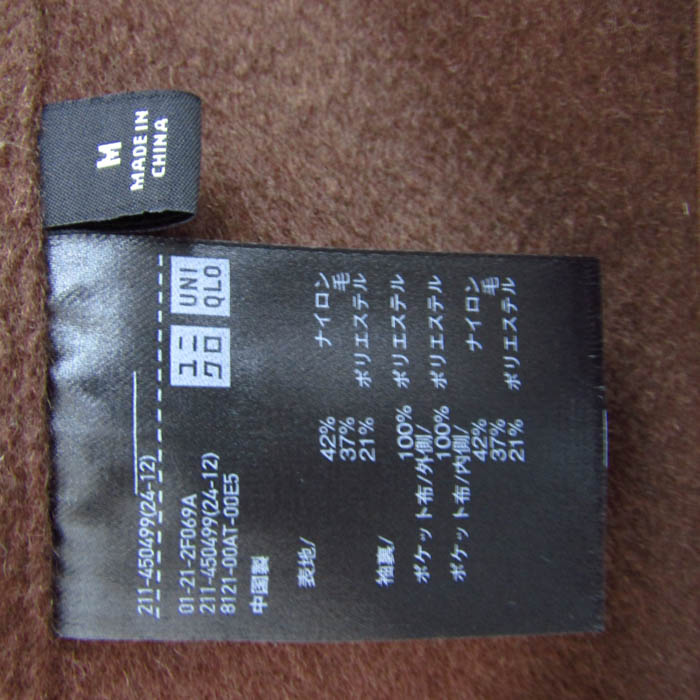 M
MADE IN
CHINA
ユニ
クロ
UNI
QLO
211-450499(24-12)
01-21-2F069A
211-450499(24-12)
8121-00AT-00E5
中国製
表地/
42% ナイロン
37% 毛
21% ポリエステル
袖裏/
100% ポリエステル
ポケット布/外側/
100% ポリエステル
ポケット布/内側/
42% ナイロン
37% 毛
21% ポリエステル